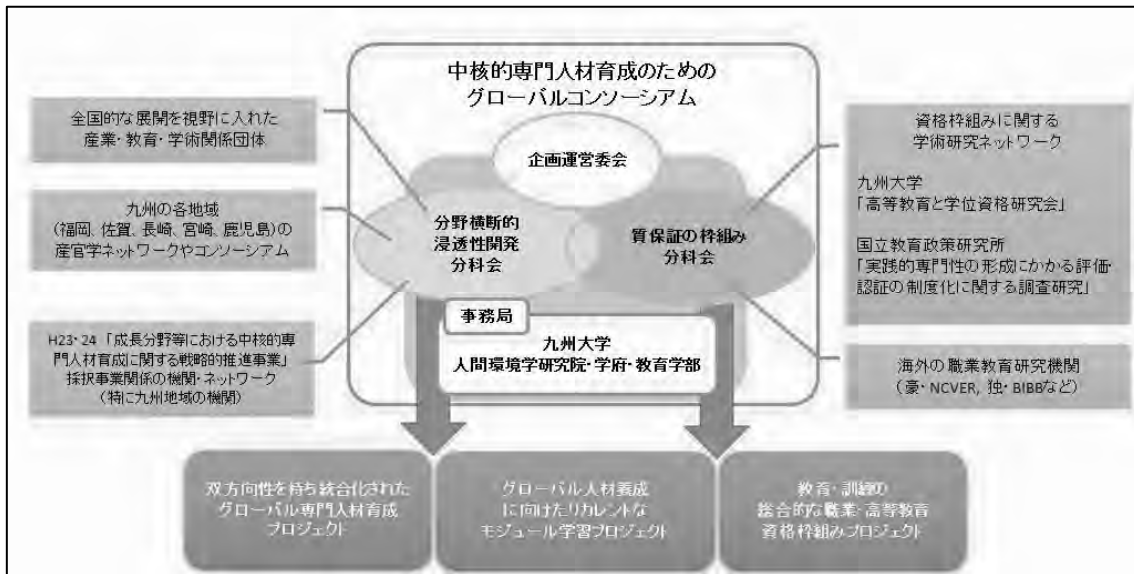 中核的専門人材育成のための
グローバルコンソーシアム
企画運営委会
分野横断的
浸透性開発
分科会
質保証の枠組み
分科会
事務局
九州大学
人間環境学研究院・学府・教育学部
全国的な展開を視野に入れた
産業・教育・学術関係団体
九州の各地域
(福岡、佐賀、長崎、宮崎、鹿児島)の
産官学ネットワークやコンソーシアム
H23・24 「成長分野等における中核的専
門人材育成に関する戦略的推進事業」
採択事業関係の機関・ネットワーク
(特に九州地域の機関)
資格枠組みに関する
学術研究ネットワーク
九州大学
「高等教育と学位資格研究会」
国立教育政策研究所
「実践的専門性の形成にかかる評価・
認証の制度化に関する調査研究」
海外の職業教育研究機関
(豪・NCVER, 独・BIBBなど)
双方向性を持ち統合化された
グローバル専門人材育成
プロジェクト
グローバル人材養成
に向けたリカレントな
モジュール学習プロジェクト
教育・訓練の
総合的な職業・高等教育
資格枠組みプロジェクト